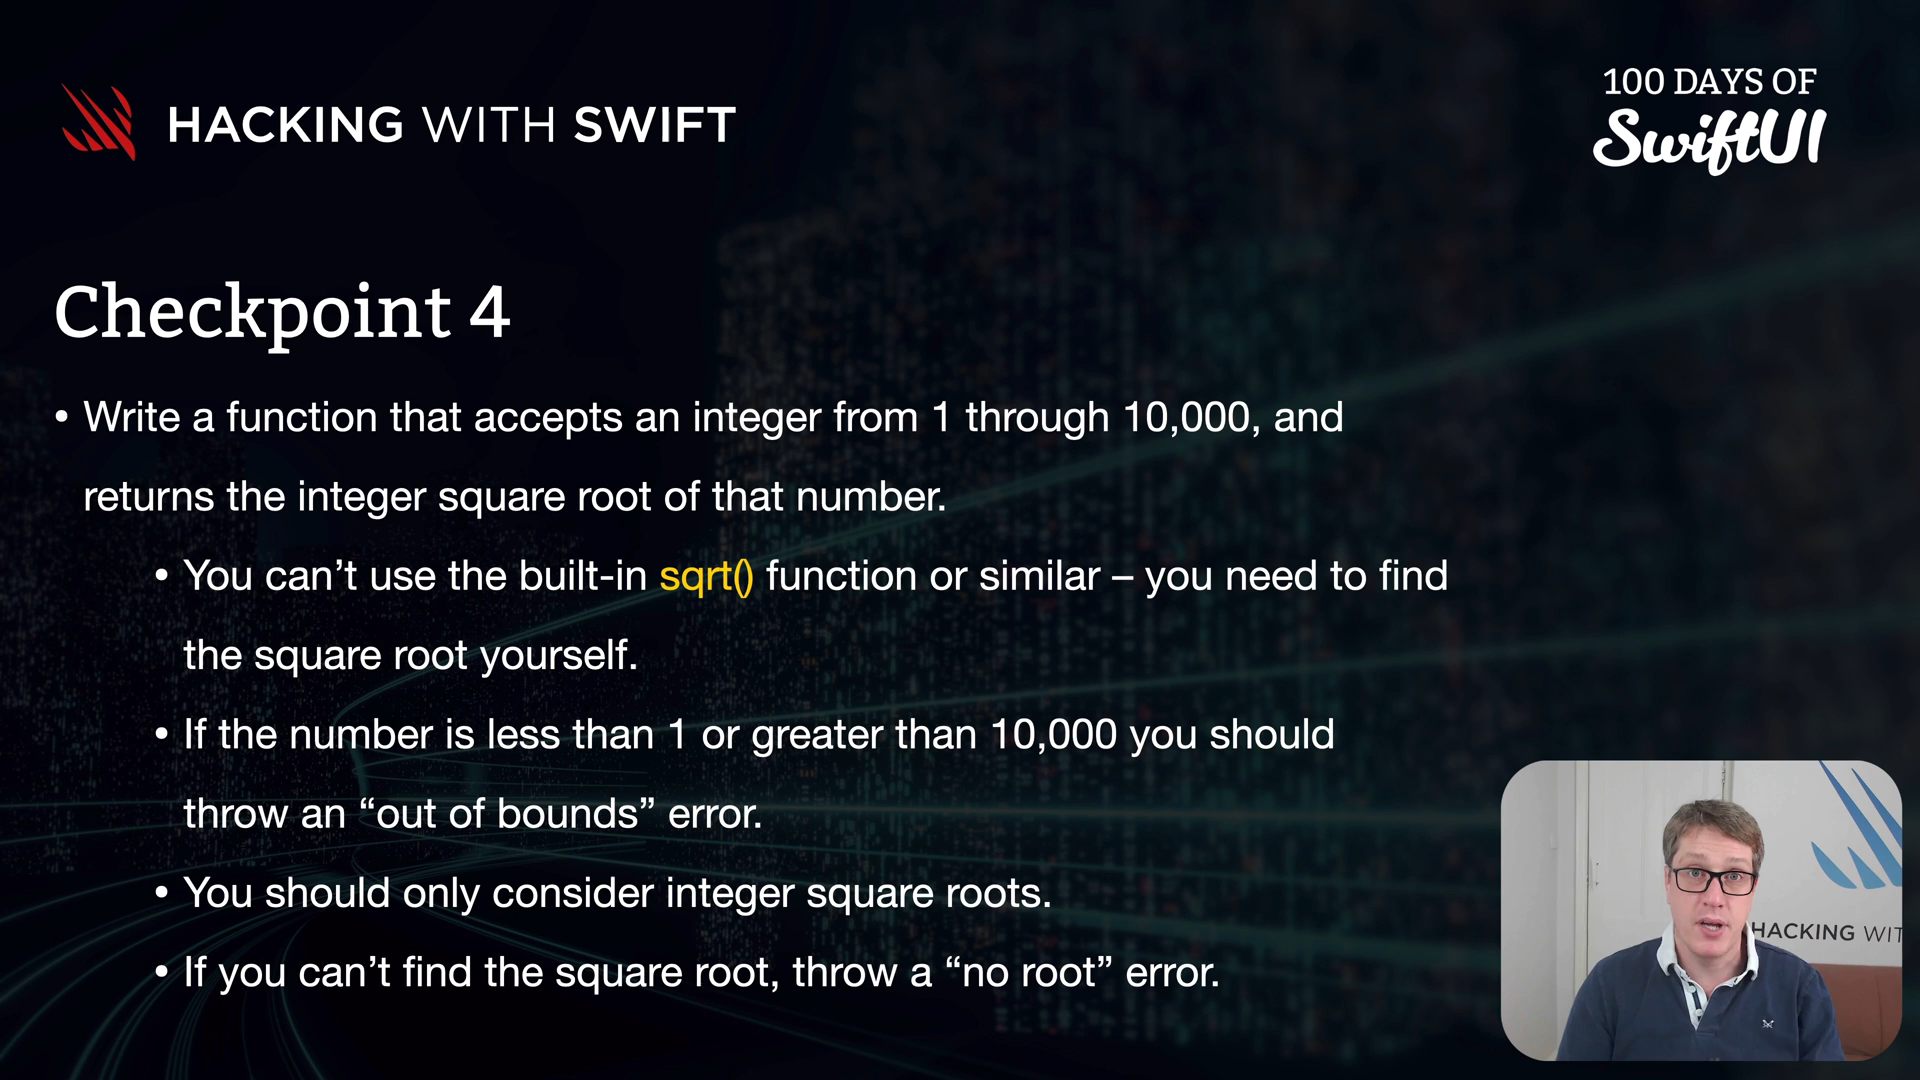 HACKING WITH SWIFT
100 DAYS OF
SwiftUI
Checkpoint 4
• Write a function that accepts an integer from 1 through 10,000, and
returns the integer square root of that number.
• You can’t use the built-in sqrt() function or similar – you need to find
the square root yourself.
• If the number is less than 1 or greater than 10,000 you should
throw an “out of bounds” error.
• You should only consider integer square roots.
• If you can’t find the square root, throw a “no root” error.
HACKING WIT